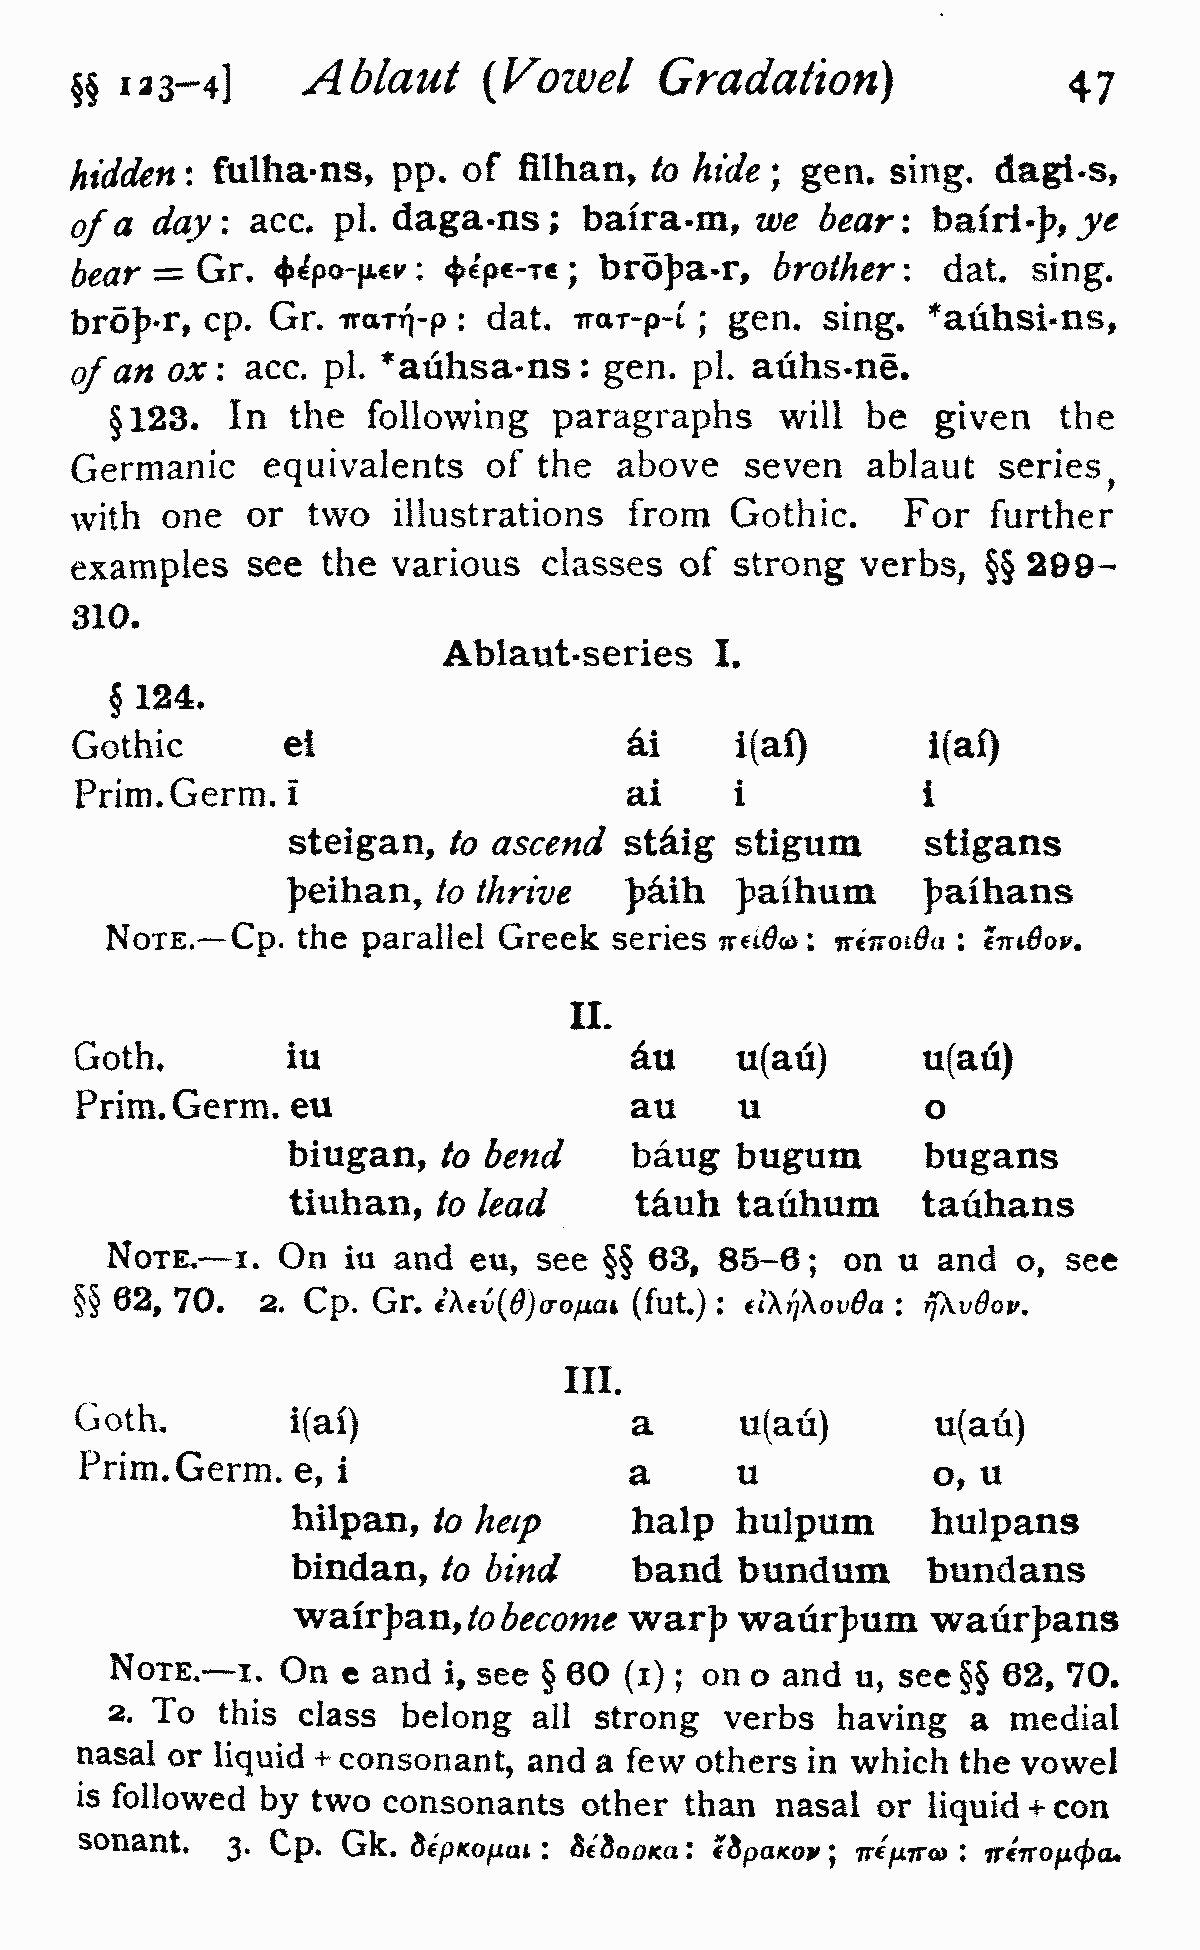 §§ 123–4] Ablaut (Vowel Gradation) 47
hidden: fulha-ns, pp. of filhan, to hide; gen. sing. dagi-s,
of a day: acc. pl. daga-ns; baíra-m, we bear: baíri-þ, ye
bear = Gr. φέρο-μεν: φέρε-τε; brōþa-r, brother: dat. sing.
brōþ-r, cp. Gr. πατή-ρ: dat. πατ-ρ-ί; gen. sing. *aúhsi-ns,
of an ox: acc. pl. *aúhsa-ns: gen. pl. aúhs-nē.
§123. In the following paragraphs will be given the
Germanic equivalents of the above seven ablaut series,
with one or two illustrations from Gothic. For further
examples see the various classes of strong verbs, §§ 299–
310.
Ablaut-series I.
§ 124.
Gothic ei ái i(aí) i(aí)
Prim. Germ. ī ai i i
steigan, to ascend stáig stigum stigans
þeihan, to thrive þáih þaíhum þaíhans
NOTE.—Cp. the parallel Greek series πείθω: πέποιθα: ἔπιθον.
II.
Goth. iu áu u(aú) u(aú)
Prim. Germ. eu au u o
biugan, to bend báug bugum bugans
tiuhan, to lead táuh taúhum taúhans
NOTE.—1. On iu and eu, see §§ 63, 85–6; on u and o, see
§§ 62, 70. 2. Cp. Gr. ἐλεύ(θ)σομαι (fut.): εἰλήλουθα: ἤλυθον.
III.
Goth. i(aí) a u(aú) u(aú)
Prim. Germ. e, i a u o, u
hilpan, to help halp hulpum hulpans
bindan, to bind band bundum bundans
waírþan, to become warþ waúrþum waúrþans
NOTE.—1. On e and i, see § 60 (1); on o and u, see §§ 62, 70.
2. To this class belong all strong verbs having a medial
nasal or liquid + consonant, and a few others in which the vowel
is followed by two consonants other than nasal or liquid + con
sonant. 3. Cp. Gk. δέρκομαι: δέδορκα: ἔδρακον; πέμπω: πέπομφα.